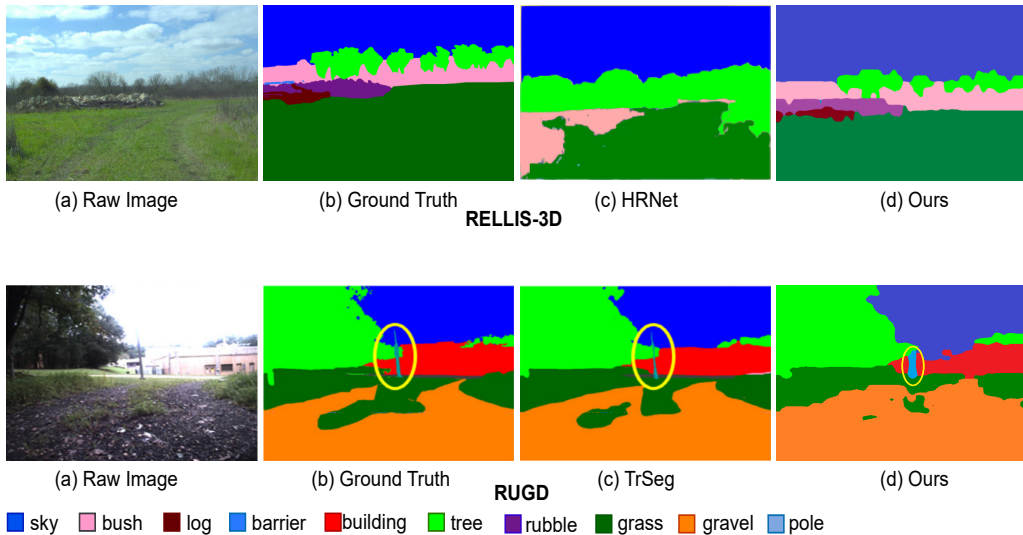 (a) Raw Image (b) Ground Truth (c) HRNet (d) Ours
RELLIS-3D
(a) Raw Image (b) Ground Truth (c) TrSeg (d) Ours
RUGD
sky bush log barrier building tree rubble grass gravel pole